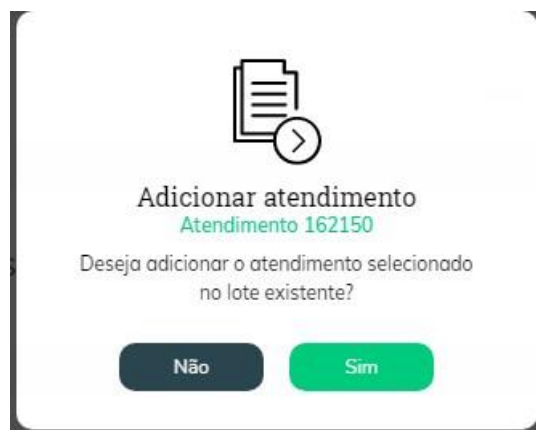 Adicionar atendimento
Atendimento 162150
Deseja adicionar o atendimento selecionado
no lote existente?
Não
Sim